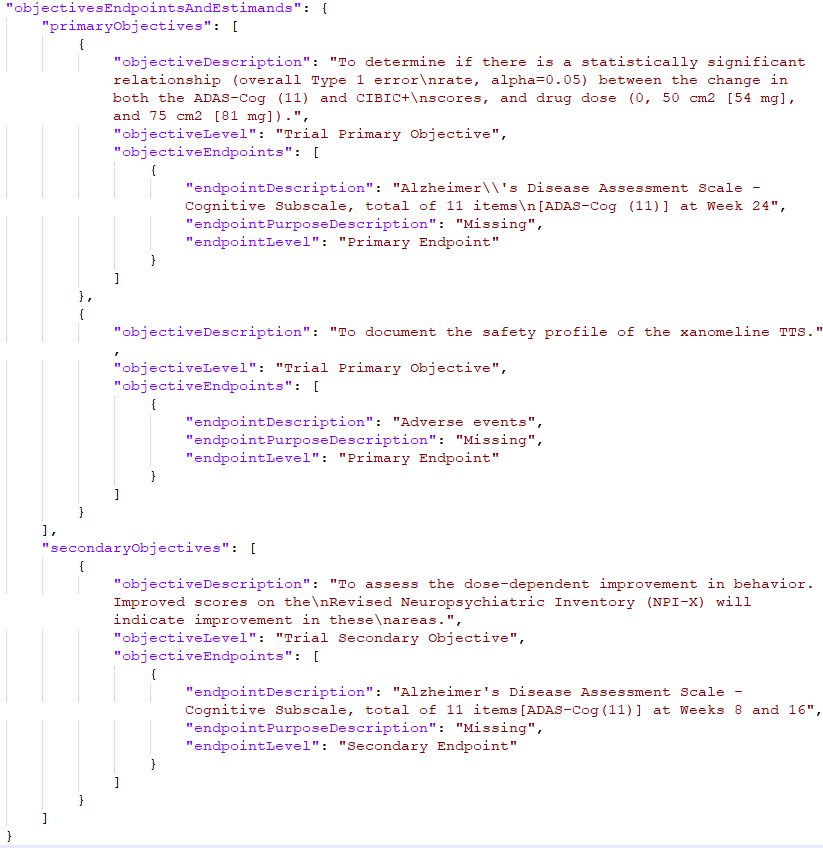 "objectivesEndpointsAndEstimands": {
"primaryObjectives": [
{
"objectiveDescription": "To determine if there is a statistically significant
relationship (overall Type 1 error\nrate, alpha=0.05) between the change in
both the ADAS-Cog (11) and CIBIC+\nscores, and drug dose (0, 50 cm2 [54 mg],
and 75 cm2 [81 mg]).",
"objectiveLevel": "Trial Primary Objective",
"objectiveEndpoints": [
{
"endpointDescription": "Alzheimer\\'s Disease Assessment Scale -
Cognitive Subscale, total of 11 items\n[ADAS-Cog (11)] at Week 24",
"endpointPurposeDescription": "Missing",
"endpointLevel": "Primary Endpoint"
}
]
},
{
"objectiveDescription": "To document the safety profile of the xanomeline TTS."
,
"objectiveLevel": "Trial Primary Objective",
"objectiveEndpoints": [
{
"endpointDescription": "Adverse events",
"endpointPurposeDescription": "Missing",
"endpointLevel": "Primary Endpoint"
}
]
}
],
"secondaryObjectives": [
{
"objectiveDescription": "To assess the dose-dependent improvement in behavior.
Improved scores on the\nRevised Neuropsychiatric Inventory (NPI-X) will
indicate improvement in these\nareas.",
"objectiveLevel": "Trial Secondary Objective",
"objectiveEndpoints": [
{
"endpointDescription": "Alzheimer's Disease Assessment Scale -
Cognitive Subscale, total of 11 items[ADAS-Cog(11)] at Weeks 8 and 16",
"endpointPurposeDescription": "Missing",
"endpointLevel": "Secondary Endpoint"
}
]
}
]
}